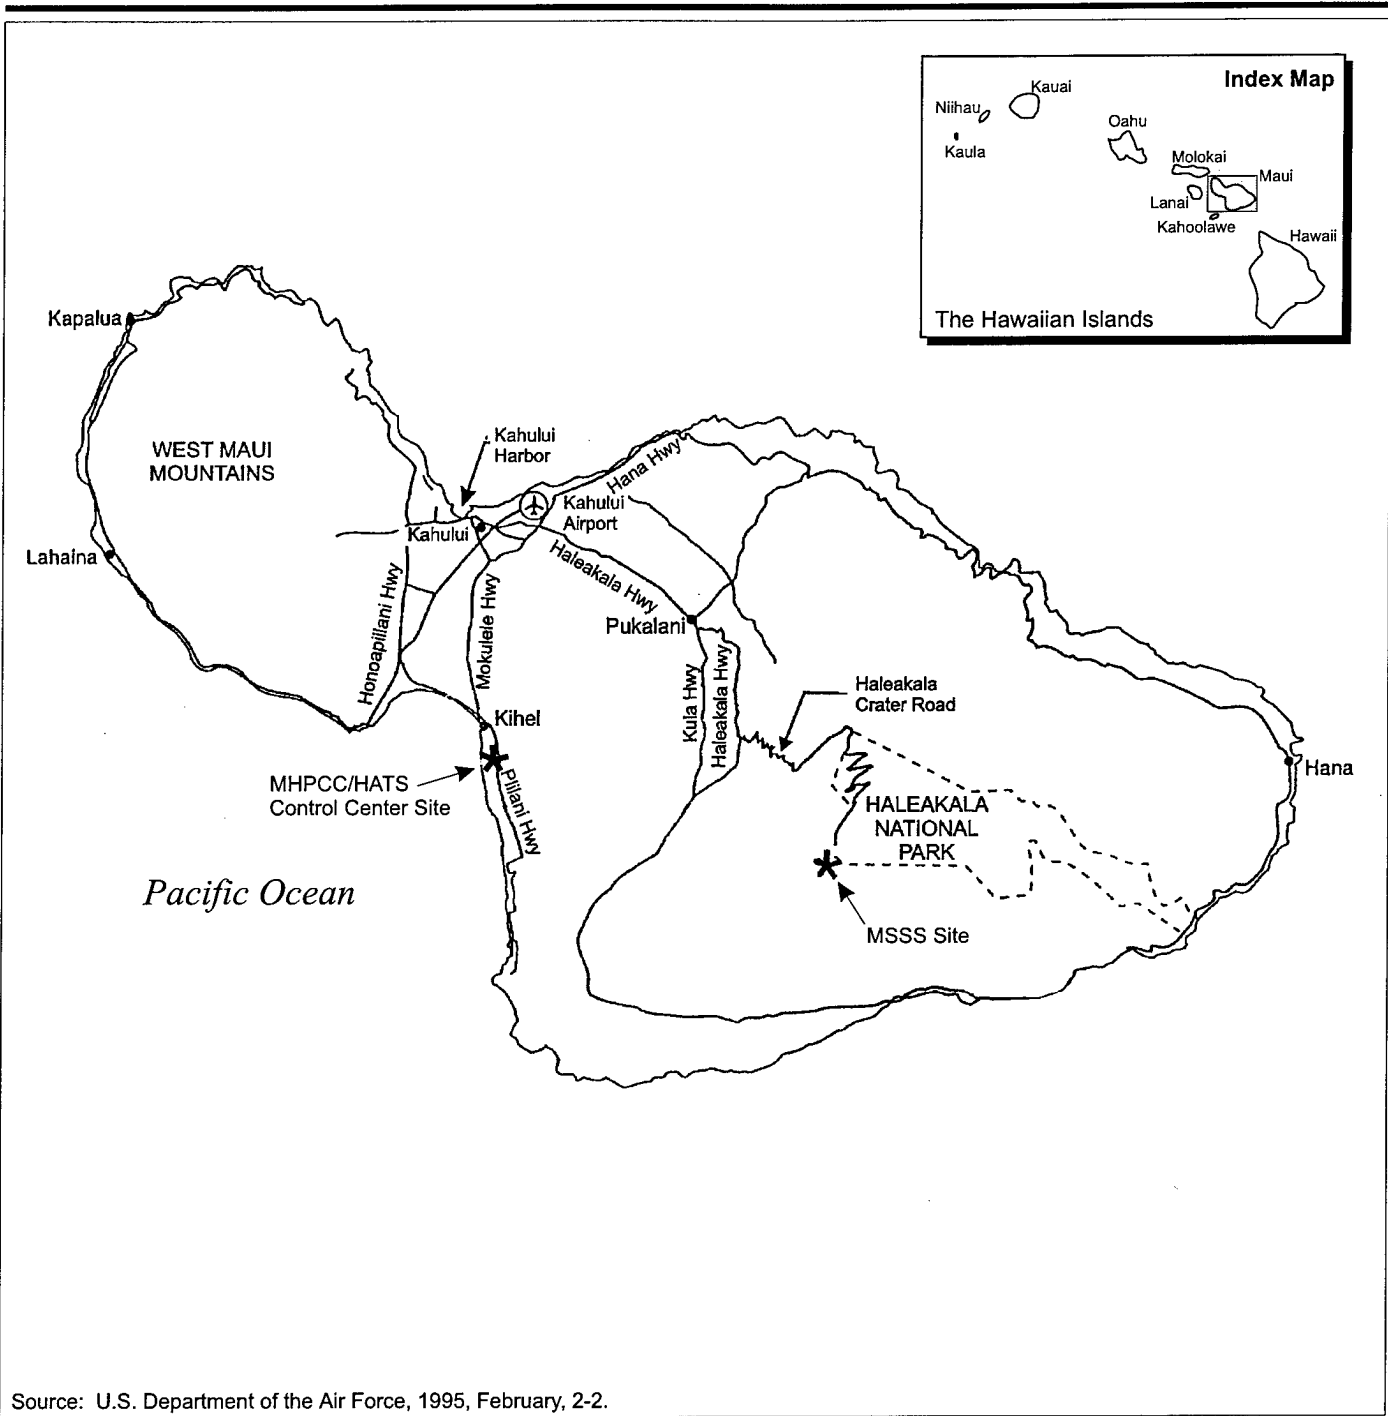 Index Map
Kauai
Niihau
Kaula
Oahu
Molokai
Maui
Lanai
Kahoolawe
Hawaii
The Hawaiian Islands
Kapalua
WEST MAUI
MOUNTAINS
Kahului
Harbor
Hana Hwy
Kahului
Airport
Kahului
Lahaina
Haleakala Hwy
Honoapiilani Hwy
Mokulele Hwy
Pukalani
Kula Hwy
Haleakala Hwy
Haleakala
Crater Road
Kihel
MHPCC/HATS
Control Center Site
Plilani Hwy
Hana
HALEAKALA
NATIONAL
PARK
Pacific Ocean
MSSS Site
Source: U.S. Department of the Air Force, 1995, February, 2-2.